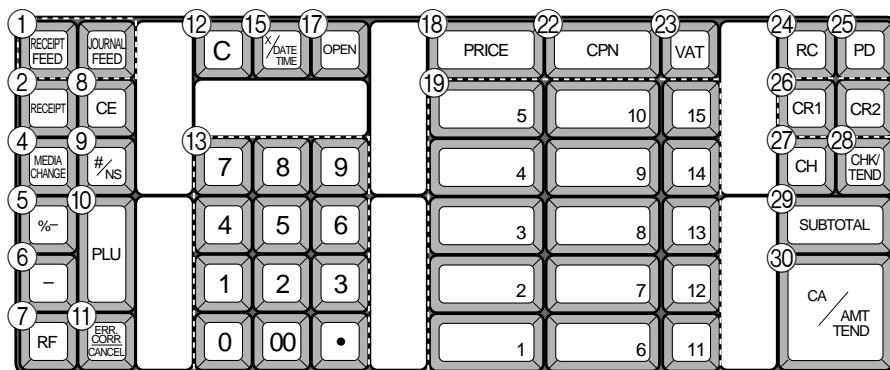 1 12 15 17 18 22 23 24 25
RECEIPT FEED
JOURNAL FEED
C
X/DATE TIME
OPEN
PRICE
CPN
VAT
RC
PD
2 8 19 26
RECEIPT
CE
5
10
15
CR1
CR2
4 9 13 27 28
MEDIA CHANGE
#/NS
7
8
9
4
9
14
CH
CHK/ TEND
5 10 29
%−
PLU
4
5
6
3
8
13
SUBTOTAL
6 30
−
1
2
3
2
7
12
CA/AMT TEND
7 11
RF
ERR. CORR CANCEL
0
00
•
1
6
11